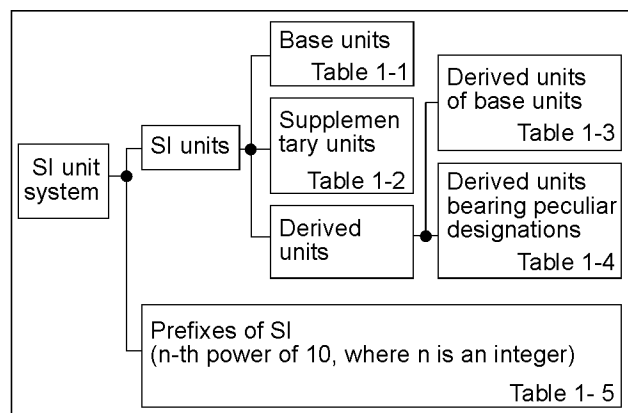 SI unit
system
SI units
Base units
Table 1-1
Supplemen
tary units
Table 1-2
Derived
units
Derived units
of base units
Table 1-3
Derived units
bearing peculiar
designations
Table 1-4
Prefixes of SI
(n-th power of 10, where n is an integer)
Table 1- 5